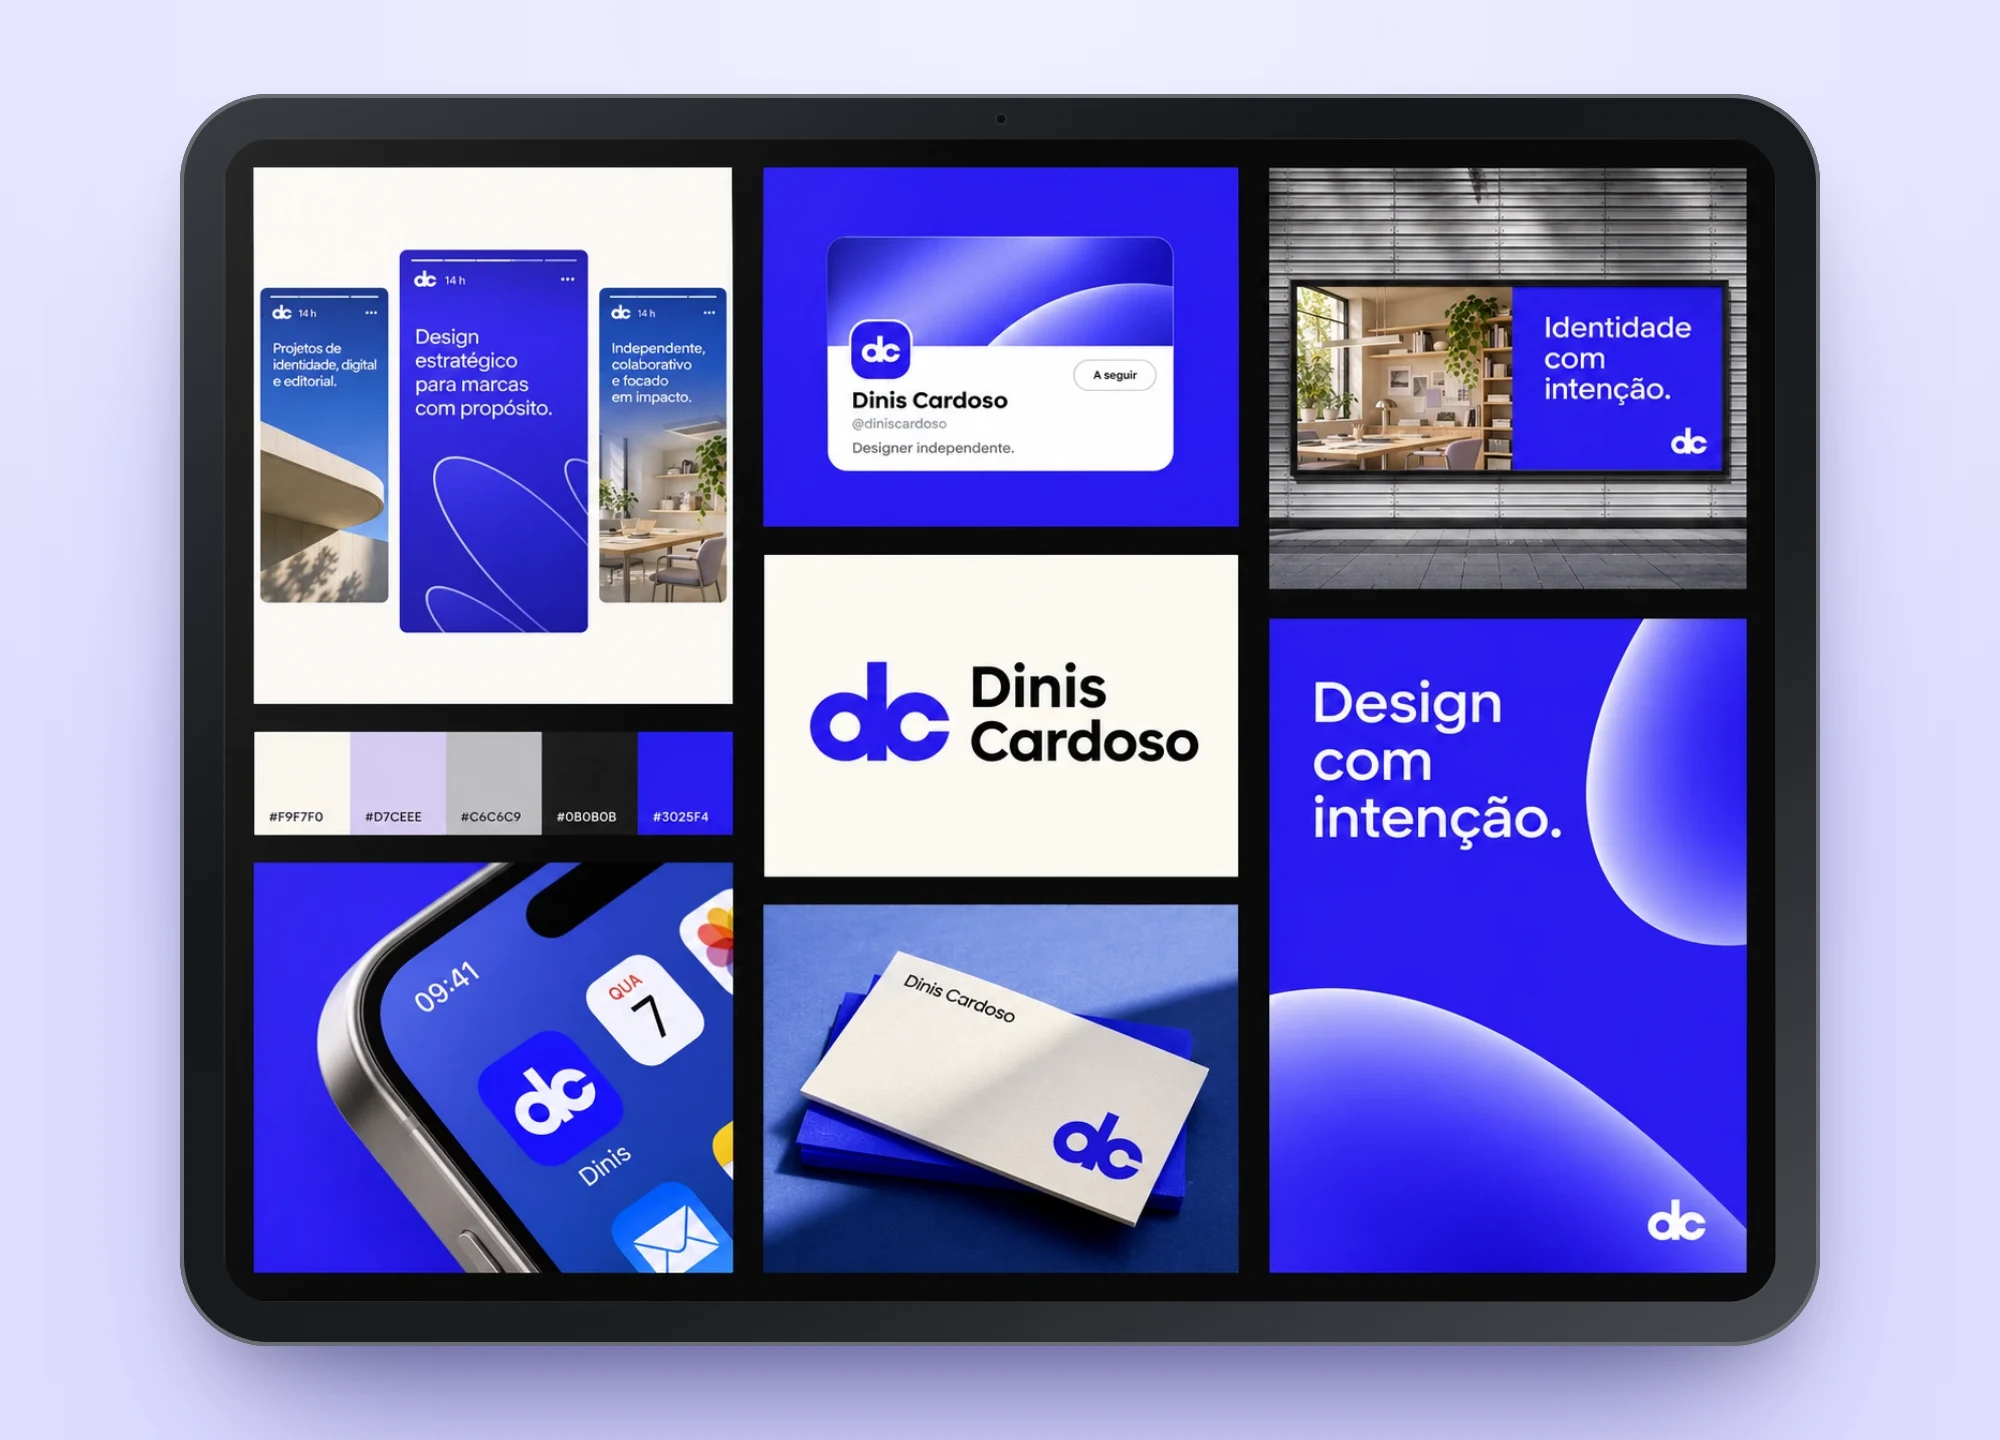 dc 14 h
Projetos de
identidade, digital
e editorial.
dc 14 h
Design
estratégico
para marcas
com propósito.
dc 14 h
Independente,
colaborativo
e focado
em impacto.
#F9F7F0
#D7CEEE
#C6C6C9
#0B0B0B
#3025F4
09:41
QUA
7
dc
Dinis
dc
Dinis Cardoso
@diniscardoso
Designer independente.
A seguir
dc
Dinis
Cardoso
Dinis Cardoso
dc
Identidade
com
intenção.
dc
Design
com
intenção.
dc